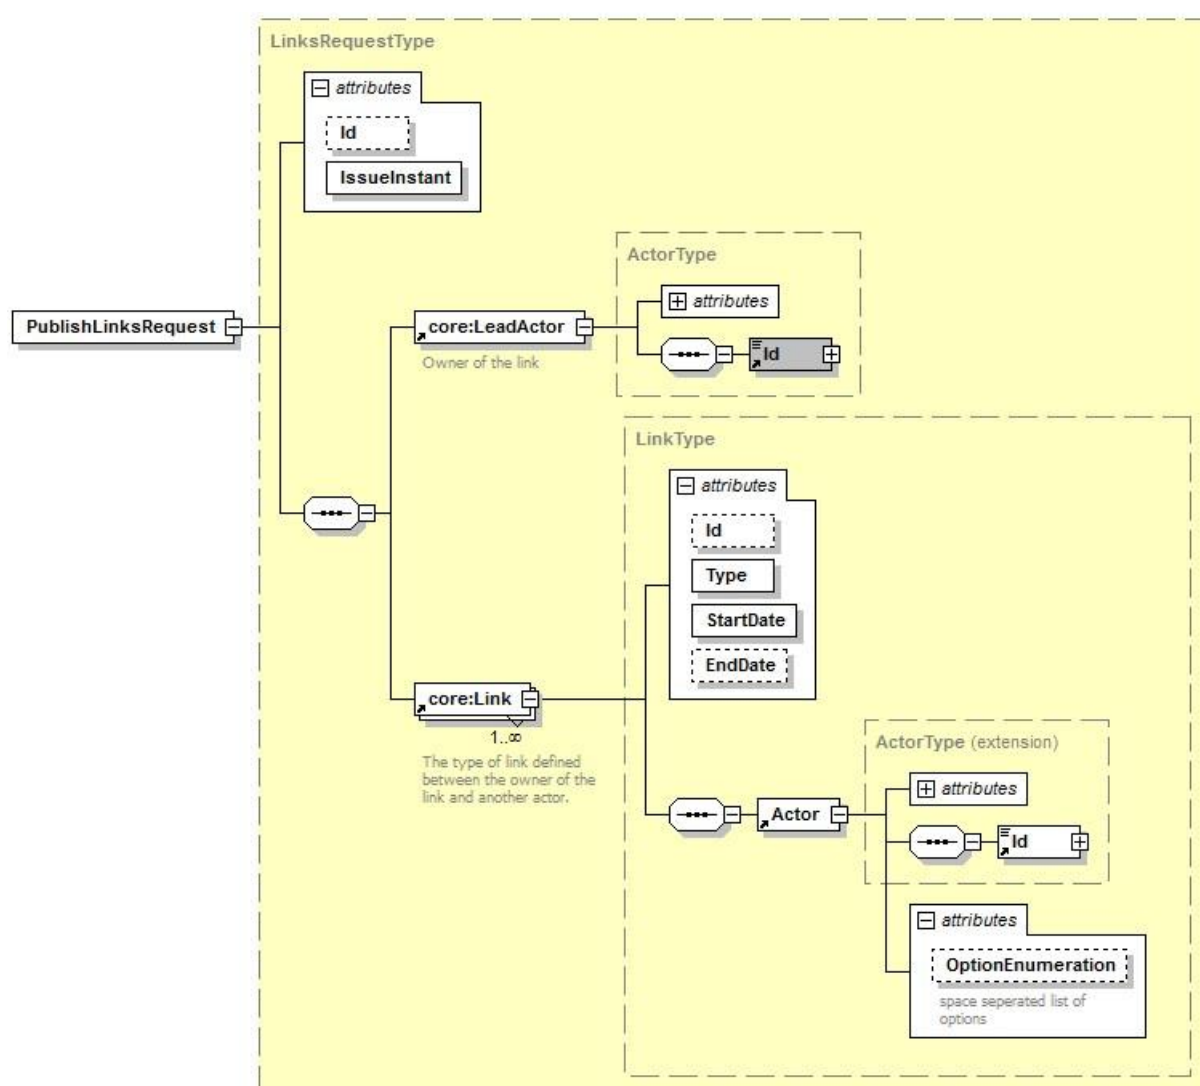 LinksRequestType
attributes
Id
IssueInstant
ActorType
attributes
PublishLinksRequest
core:LeadActor
Id
Owner of the link
LinkType
attributes
Id
Type
StartDate
EndDate
core:Link
1..∞
The type of link defined
between the owner of the
link and another actor.
ActorType (extension)
attributes
Actor
Id
attributes
OptionEnumeration
space seperated list of
options